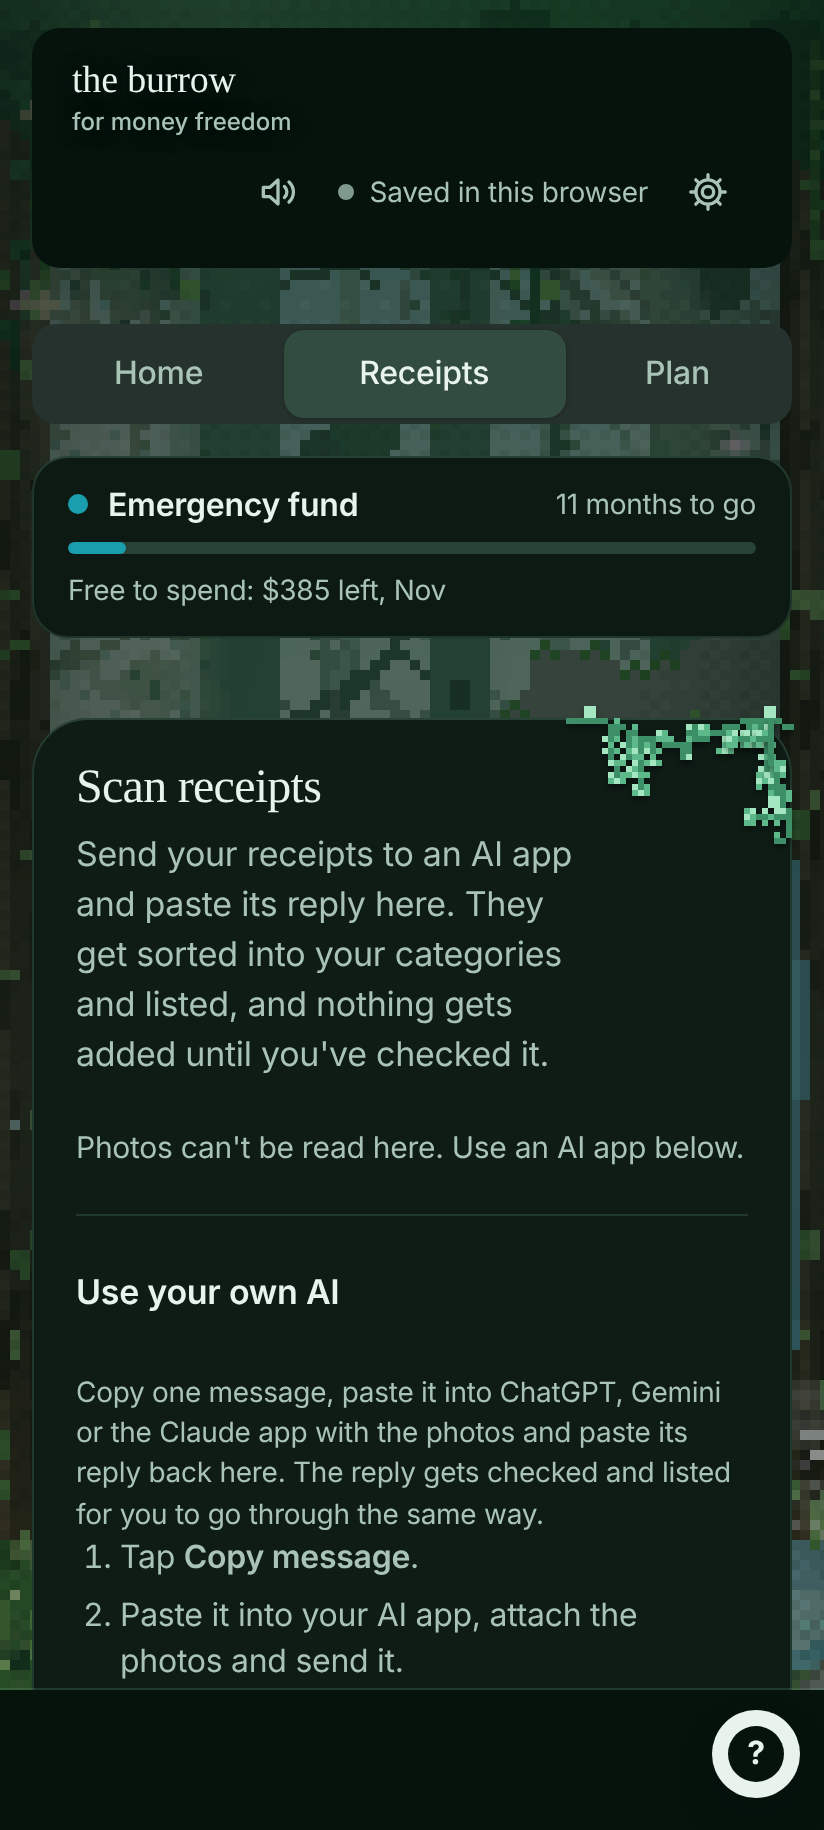 the burrow
for money freedom
Saved in this browser
Home
Receipts
Plan
Emergency fund
11 months to go
Free to spend: $385 left, Nov
Scan receipts
Send your receipts to an AI app
and paste its reply here. They
get sorted into your categories
and listed, and nothing gets
added until you've checked it.
Photos can't be read here. Use an AI app below.
Use your own AI
Copy one message, paste it into ChatGPT, Gemini
or the Claude app with the photos and paste its
reply back here. The reply gets checked and listed
for you to go through the same way.
1. Tap Copy message.
2. Paste it into your AI app, attach the
photos and send it.
?